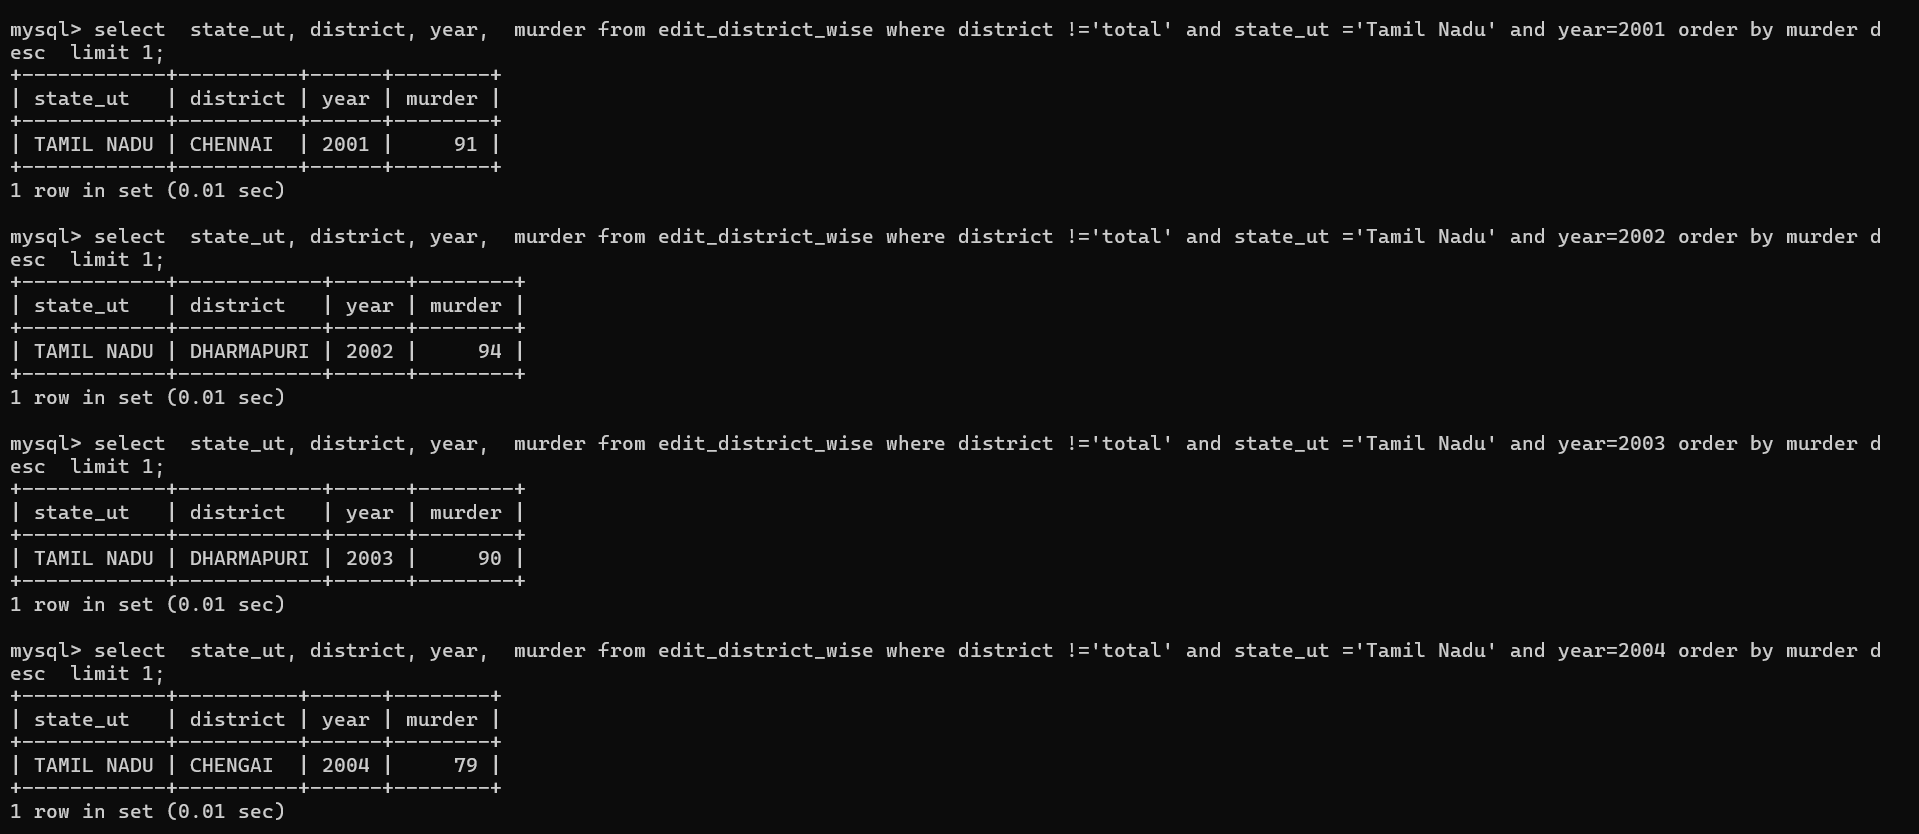 mysql> select  state_ut, district, year,  murder from edit_district_wise where district !='total' and state_ut ='Tamil Nadu' and year=2001 order by murder d
esc  limit 1;
+------------+----------+------+--------+
| state_ut   | district | year | murder |
+------------+----------+------+--------+
| TAMIL NADU | CHENNAI  | 2001 |     91 |
+------------+----------+------+--------+
1 row in set (0.01 sec)

mysql> select  state_ut, district, year,  murder from edit_district_wise where district !='total' and state_ut ='Tamil Nadu' and year=2002 order by murder d
esc  limit 1;
+------------+------------+------+--------+
| state_ut   | district   | year | murder |
+------------+------------+------+--------+
| TAMIL NADU | DHARMAPURI | 2002 |     94 |
+------------+------------+------+--------+
1 row in set (0.01 sec)

mysql> select  state_ut, district, year,  murder from edit_district_wise where district !='total' and state_ut ='Tamil Nadu' and year=2003 order by murder d
esc  limit 1;
+------------+------------+------+--------+
| state_ut   | district   | year | murder |
+------------+------------+------+--------+
| TAMIL NADU | DHARMAPURI | 2003 |     90 |
+------------+------------+------+--------+
1 row in set (0.01 sec)

mysql> select  state_ut, district, year,  murder from edit_district_wise where district !='total' and state_ut ='Tamil Nadu' and year=2004 order by murder d
esc  limit 1;
+------------+----------+------+--------+
| state_ut   | district | year | murder |
+------------+----------+------+--------+
| TAMIL NADU | CHENGAI  | 2004 |     79 |
+------------+----------+------+--------+
1 row in set (0.01 sec)